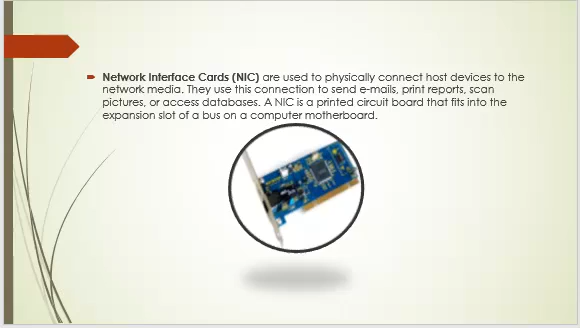 Network Interface Cards (NIC) are used to physically connect host devices to the
network media. They use this connection to send e-mails, print reports, scan
pictures, or access databases. A NIC is a printed circuit board that fits into the
expansion slot of a bus on a computer motherboard.